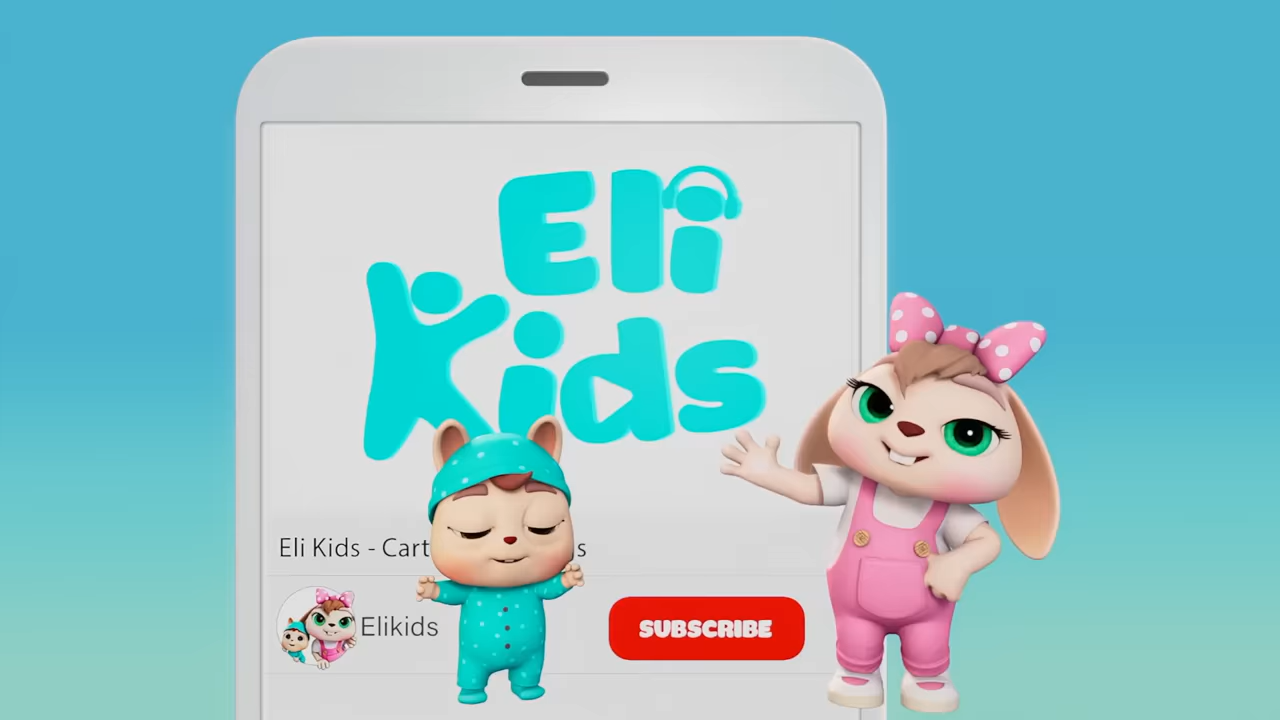 Eli
Kids
Eli Kids - Cart s
Elikids
SUBSCRIBE